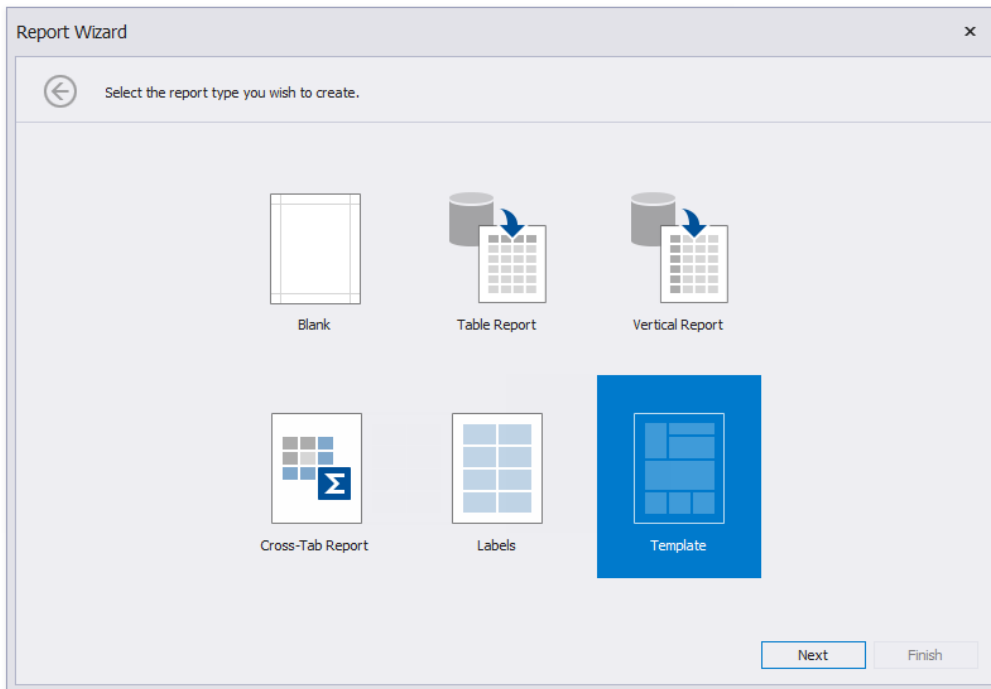 Report Wizard
Select the report type you wish to create.
Blank
Table Report
Vertical Report
Cross-Tab Report
Labels
Template
Next
Finish